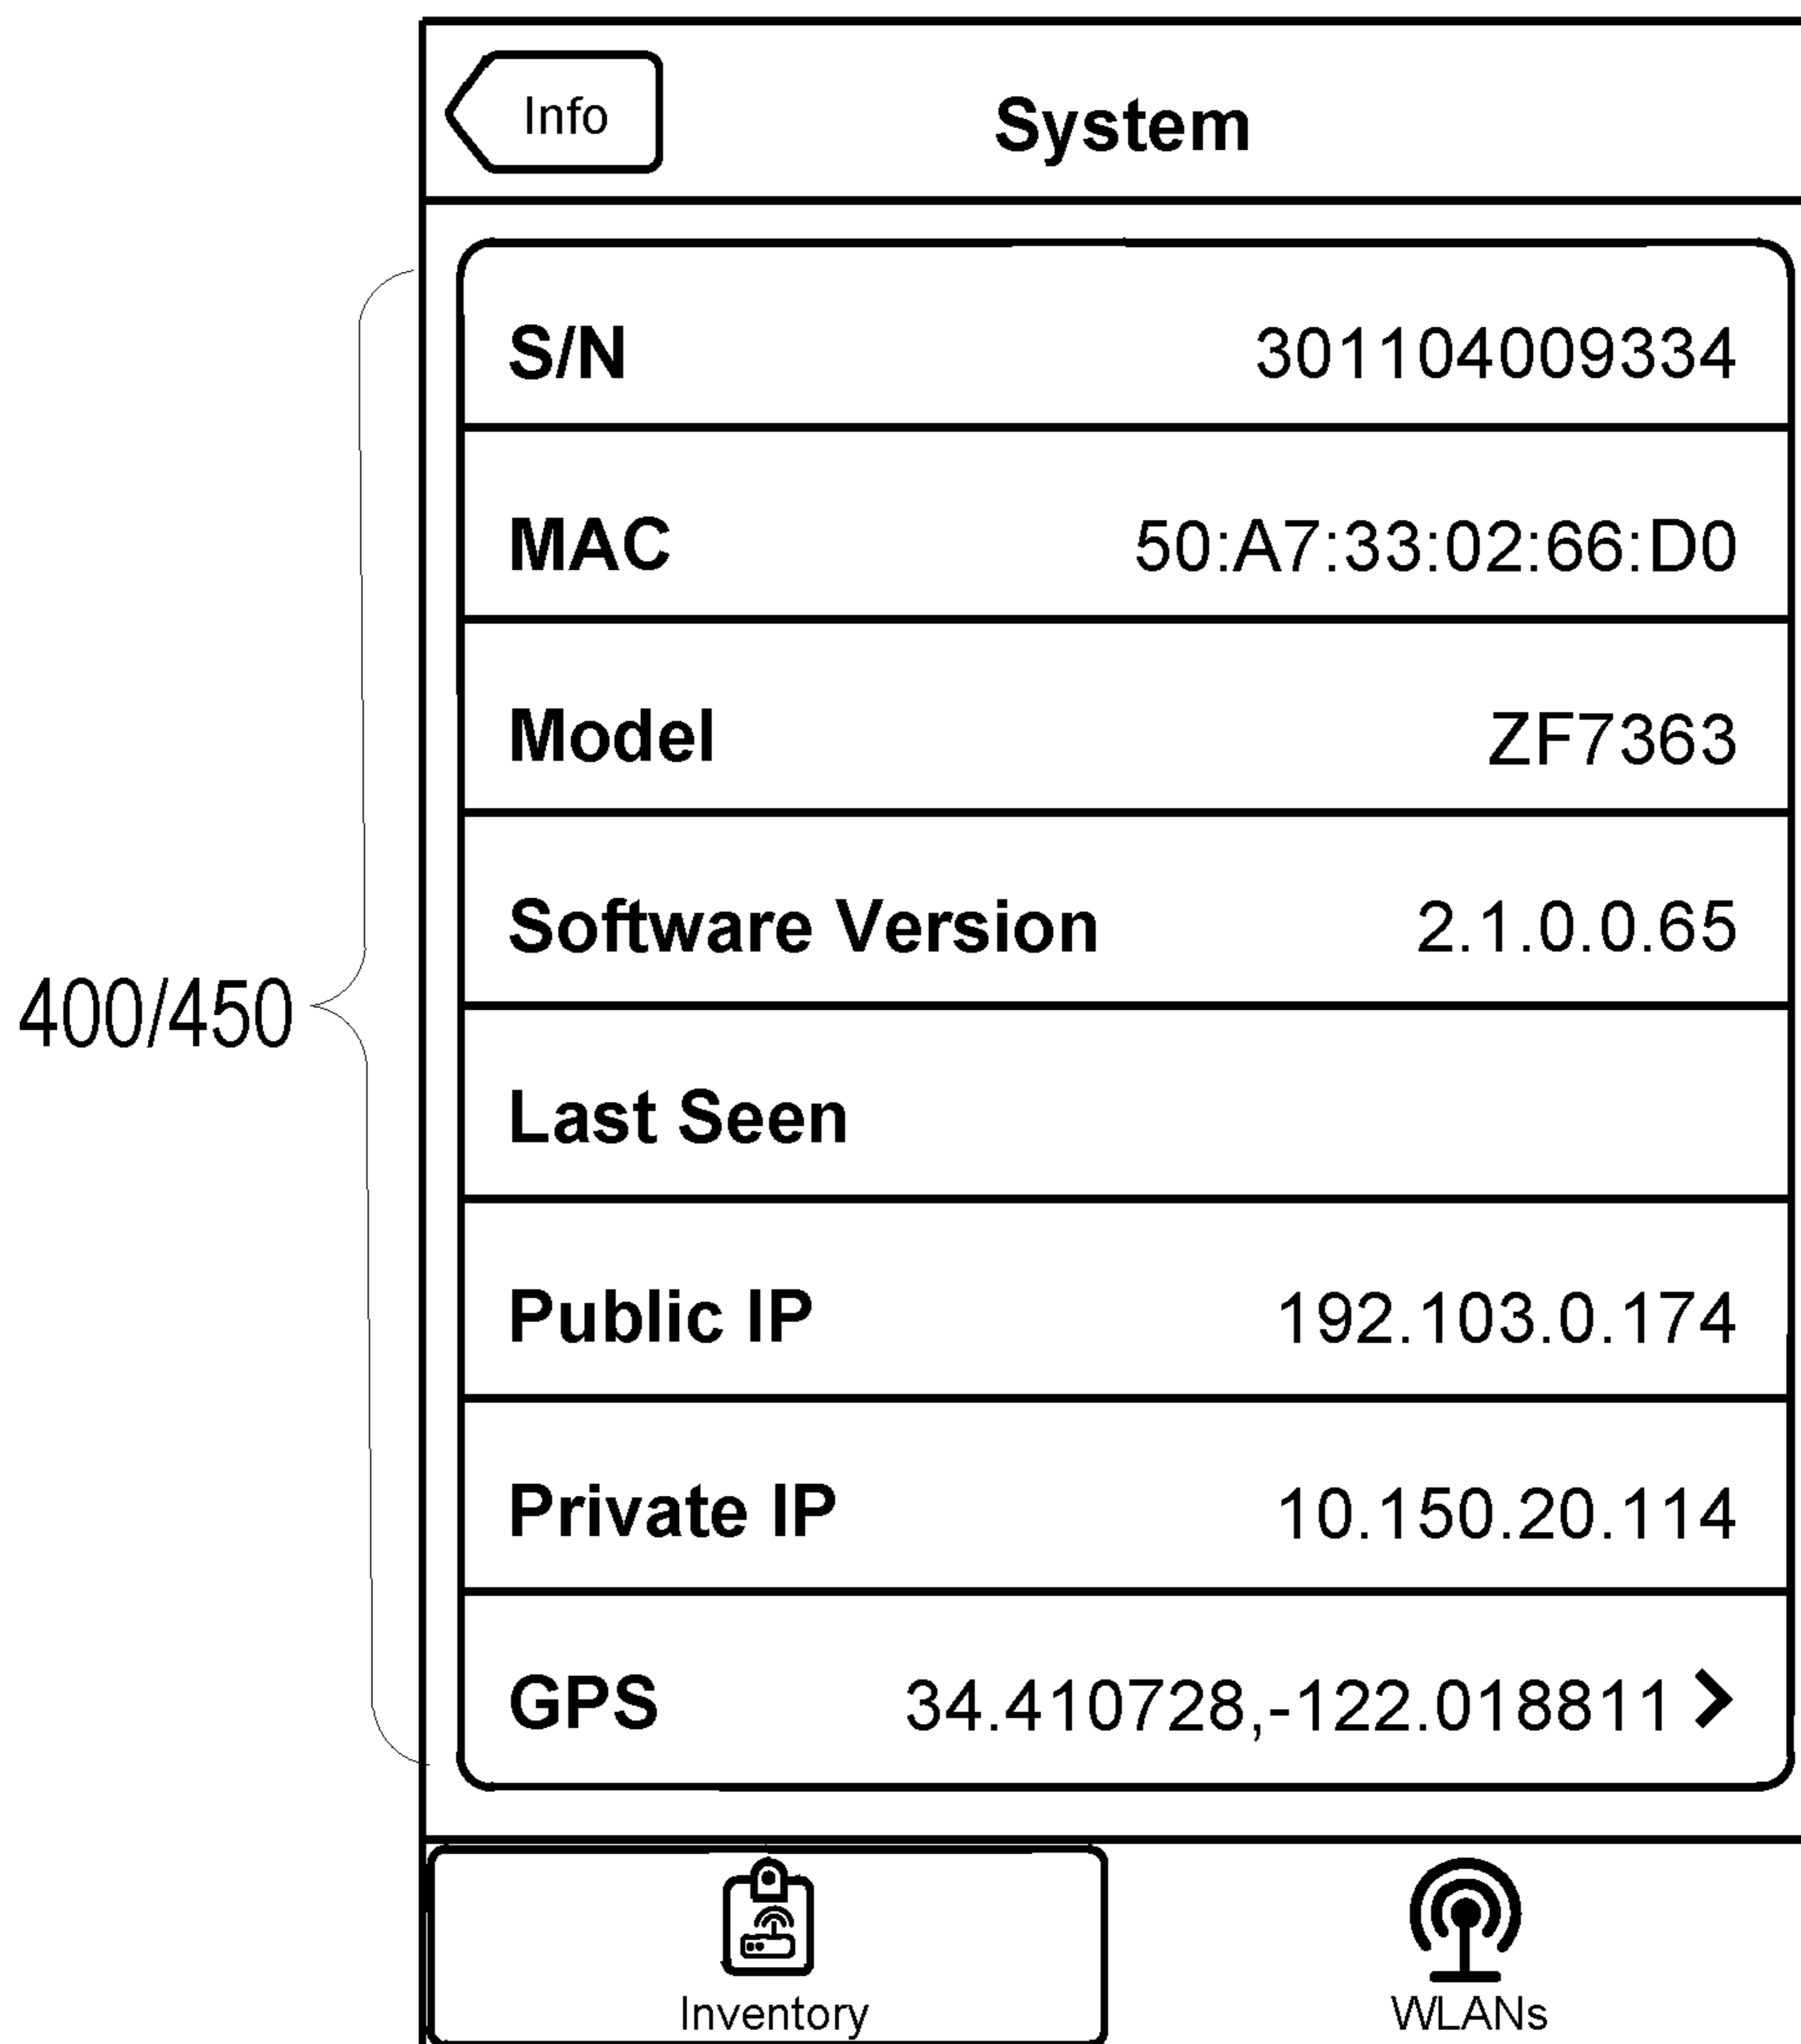 Info
System
S/N 301104009334
MAC 50:A7:33:02:66:D0
Model ZF7363
Software Version 2.1.0.0.65
400/450
Last Seen
Public IP 192.103.0.174
Private IP 10.150.20.114
GPS 34.410728,-122.018811
Inventory WLANs